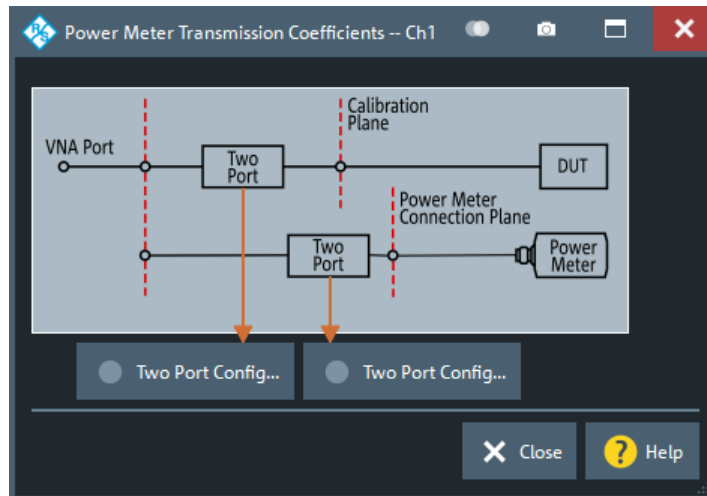 Power Meter Transmission Coefficients -- Ch1
Calibration
Plane
VNA Port
Two
Port
DUT
Power Meter
Connection Plane
Two
Port
Power
Meter
Two Port Config...
Two Port Config...
Close
? Help